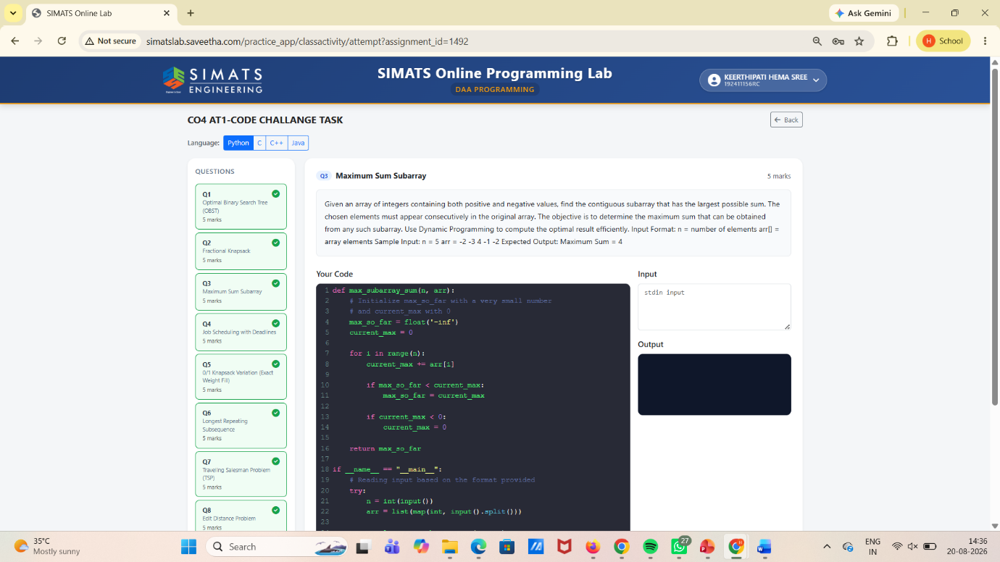 SIMATS Online Lab
Ask Gemini
Not secure
simatslab.saveetha.com/practice_app/classactivity/attempt?assignment_id=1492
H School
SIMATS
ENGINEERING
SIMATS Online Programming Lab
DAA PROGRAMMING
KEERTHIPATI HEMA SREE
192411156RC
CO4 AT1-CODE CHALLANGE TASK
Back
Language: Python C C++ Java
QUESTIONS
Q1
Optimal Binary Search Tree
(OBST)
5 marks
Q2
Fractional Knapsack
5 marks
Q3
Maximum Sum Subarray
5 marks
Q4
Job Scheduling with Deadlines
5 marks
Q5
0/1 Knapsack Variation (Exact
Weight Fill)
5 marks
Q6
Longest Repeating
Subsequence
5 marks
Q7
Traveling Salesman Problem
(TSP)
5 marks
Q8
Edit Distance Problem
5 marks
Q3 Maximum Sum Subarray
5 marks
Given an array of integers containing both positive and negative values, find the contiguous subarray that has the largest possible sum. The
chosen elements must appear consecutively in the original array. The objective is to determine the maximum sum that can be obtained
from any such subarray. Use Dynamic Programming to compute the optimal result efficiently. Input Format: n = number of elements arr[] =
array elements Sample Input: n = 5 arr = -2 -3 4 -1 -2 Expected Output: Maximum Sum = 4
Your Code
1 def max_subarray_sum(n, arr):
2 # Initialize max_so_far with a very small number
3 # and current_max with 0
4 max_so_far = float('-inf')
5 current_max = 0
6
7 for i in range(n):
8 current_max += arr[i]
9
10 if max_so_far < current_max:
11 max_so_far = current_max
12
13 if current_max < 0:
14 current_max = 0
15
16 return max_so_far
17
18 if __name__ == "__main__":
19 # Reading input based on the format provided
20 try:
21 n = int(input())
22 arr = list(map(int, input().split()))
23
Input
stdin input
Output
35°C
Mostly sunny
Search
27
ENG
IN
14:36
20-08-2026